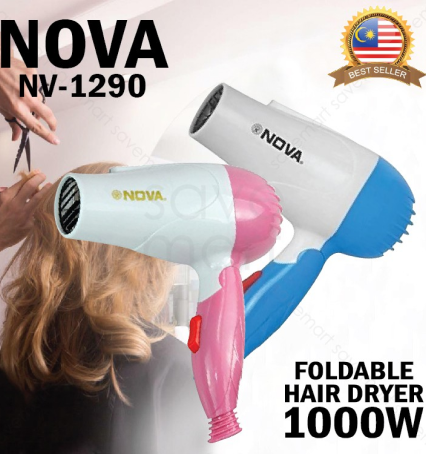 NOVA
NV-1290
BEST SELLER
NOVA
NOVA
FOLDABLE
HAIR DRYER
1000W